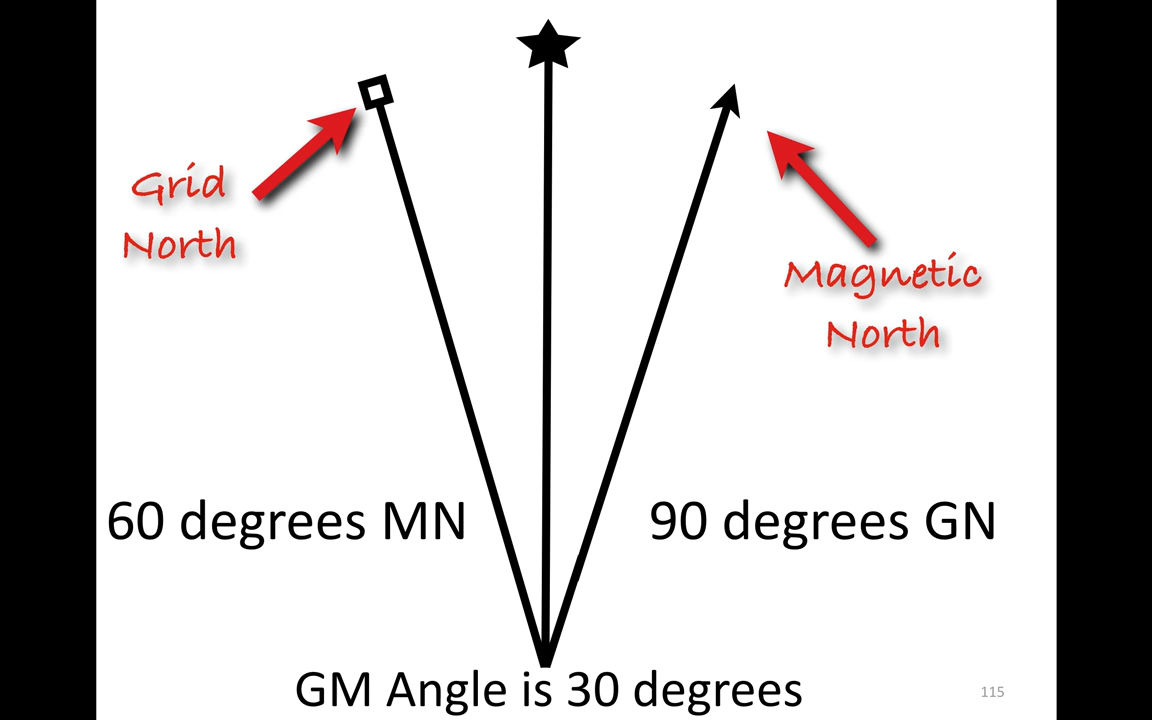 Grid
North
Magnetic
North
60 degrees MN
90 degrees GN
GM Angle is 30 degrees
115